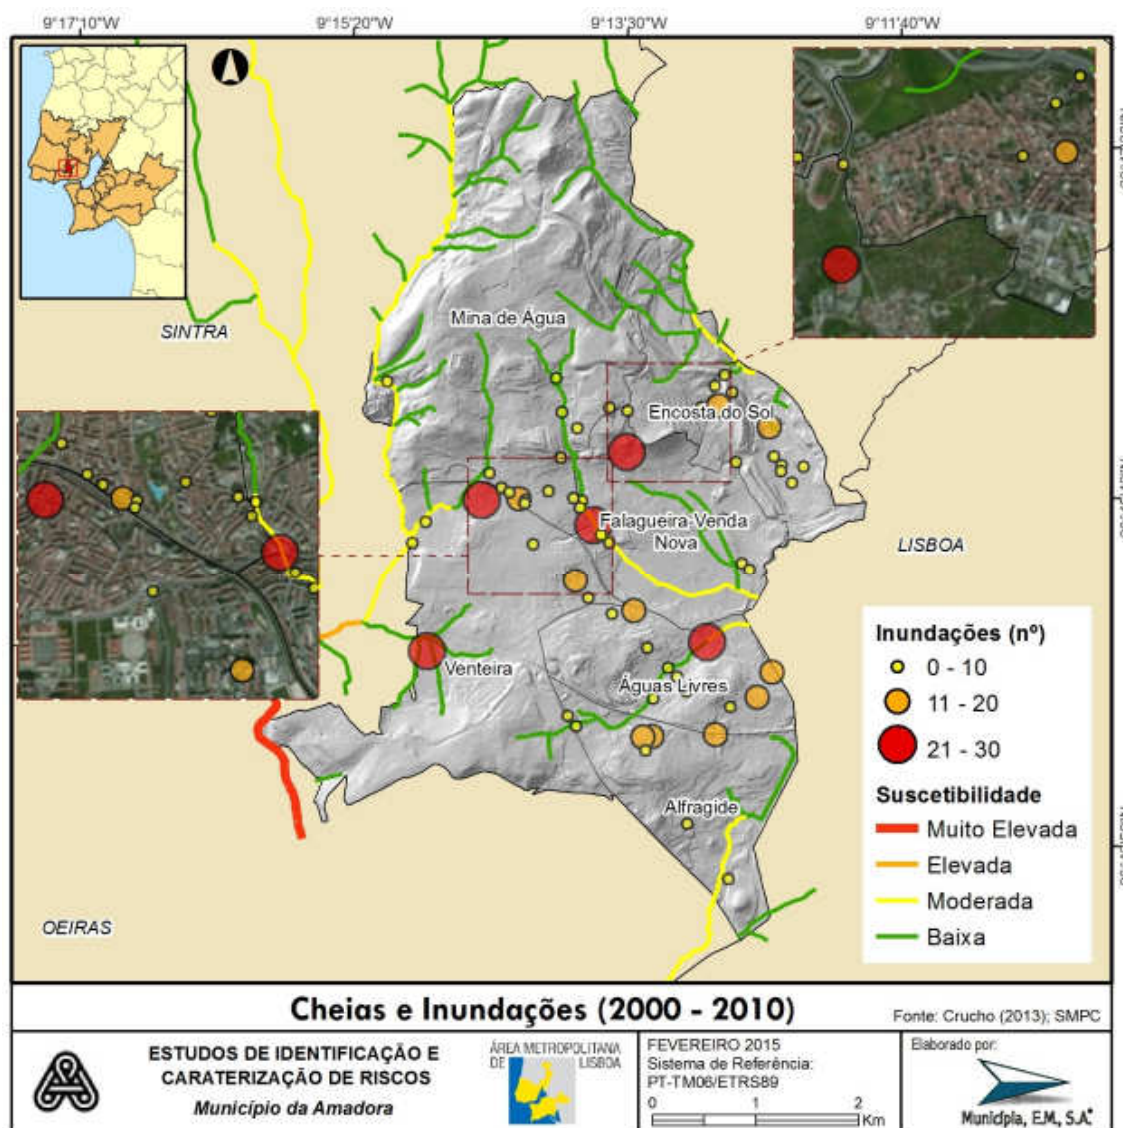 9°17'10"W 9°15'20"W 9°13'30"W 9°11'40"W
SINTRA
Mina de Água
Encosta do Sol
Falagueira-Venda
Nova
LISBOA
Venteira
Águas Livres
Alfragide
OEIRAS
Inundações (nº)
0 - 10
11 - 20
21 - 30
Suscetibilidade
Muito Elevada
Elevada
Moderada
Baixa
Cheias e Inundações (2000 - 2010)
Fonte: Crucho (2013); SMPC
ESTUDOS DE IDENTIFICAÇÃO E
CARATERIZAÇÃO DE RISCOS
Município da Amadora
ÁREA METROPOLITANA
DE LISBOA
FEVEREIRO 2015
Sistema de Referência:
PT-TM06/ETRS89
0 1 2
Km
Elaborado por:
Municípia, E.M., S.A.